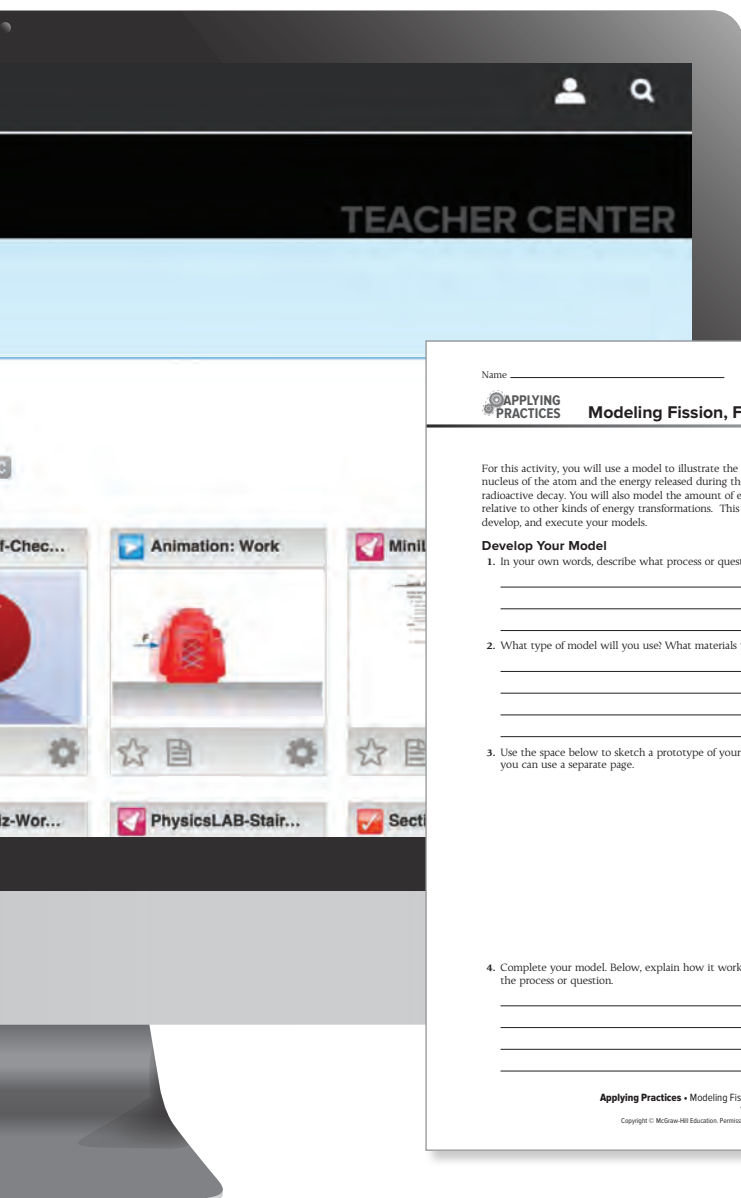 TEACHER CENTER
f-Chec...
Animation: Work
MiniL
F
iz-Wor...
PhysicsLAB-Stair...
Secti
Name
APPLYING
PRACTICES
Modeling Fission, F
For this activity, you will use a model to illustrate the
nucleus of the atom and the energy released during th
radioactive decay. You will also model the amount of e
relative to other kinds of energy transformations. This
develop, and execute your models.
Develop Your Model
1. In your own words, describe what process or quest
2. What type of model will you use? What materials
3. Use the space below to sketch a prototype of your
you can use a separate page.
4. Complete your model. Below, explain how it work
the process or question.
Applying Practices • Modeling Fis
Copyright © McGraw-Hill Education. Permiss